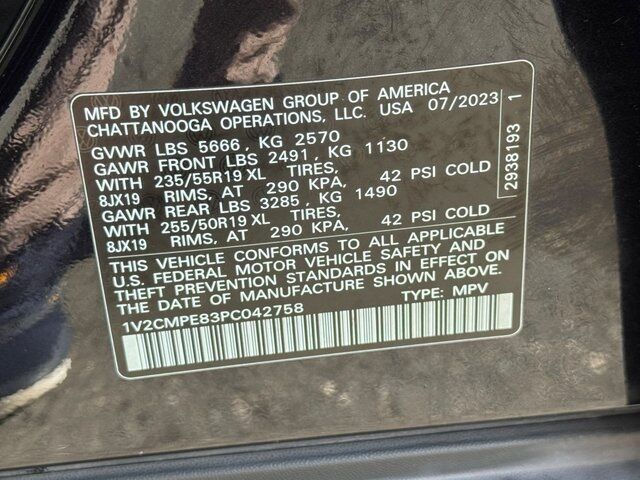 MFD BY VOLKSWAGEN GROUP OF AMERICA
CHATTANOOGA OPERATIONS, LLC. USA 07/2023
GVWR LBS 5666, KG 2570
GAWR FRONT LBS 2491, KG 1130
WITH 235/55R19 XL TIRES, 42 PSI COLD
8JX19 RIMS, AT 290 KPA,
GAWR REAR LBS 3285, KG 1490
WITH 255/50R19 XL TIRES, 42 PSI COLD
8JX19 RIMS, AT 290 KPA,
THIS VEHICLE CONFORMS TO ALL APPLICABLE
U.S. FEDERAL MOTOR VEHICLE SAFETY AND
THEFT PREVENTION STANDARDS IN EFFECT ON
THE DATE OF MANUFACTURE SHOWN ABOVE.
1V2CMPE83PC042758 TYPE: MPV
2938193 1